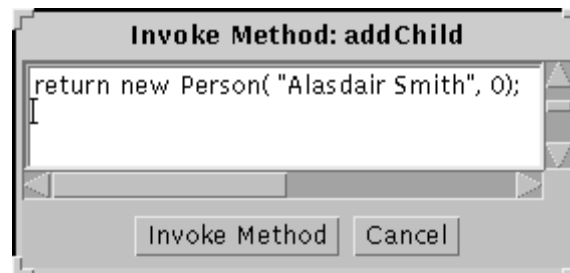 Invoke Method: addChild
return new Person( "Alasdair Smith", 0);
Invoke Method
Cancel